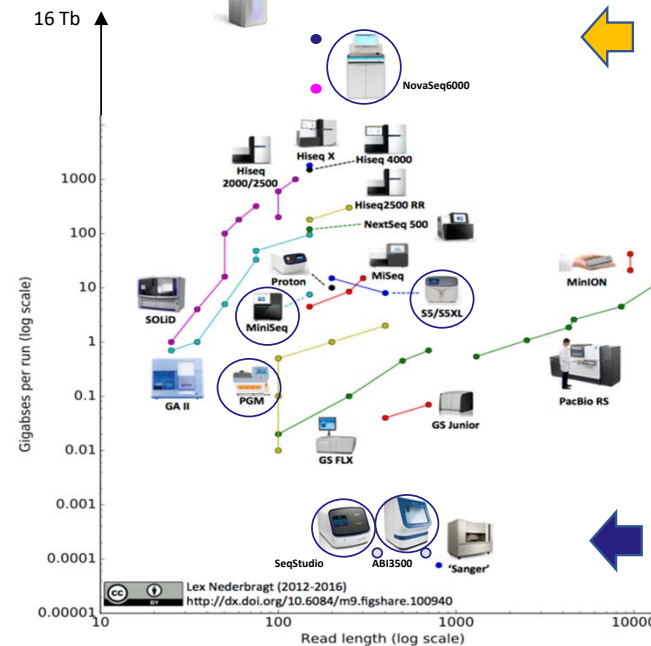 16 Tb
NovaSeq6000
Hiseq X
Hiseq 4000
Hiseq
2000/2500
1000
Hiseq2500 RR
NextSeq 500
100
MiSeq
Proton
MinION
10
SOLiD
MiniSeq
S5/S5XL
1
GA II
PGM
PacBio RS
0.1
GS Junior
GS FLX
0.01
0.001
SeqStudio
ABI3500
'Sanger'
0.0001
cc
BY
Lex Nederbragt (2012-2016)
http://dx.doi.org/10.6084/m9.figshare.100940
0.00001
10
100
1000
10000
Read length (log scale)
Gigabses per run (log scale)